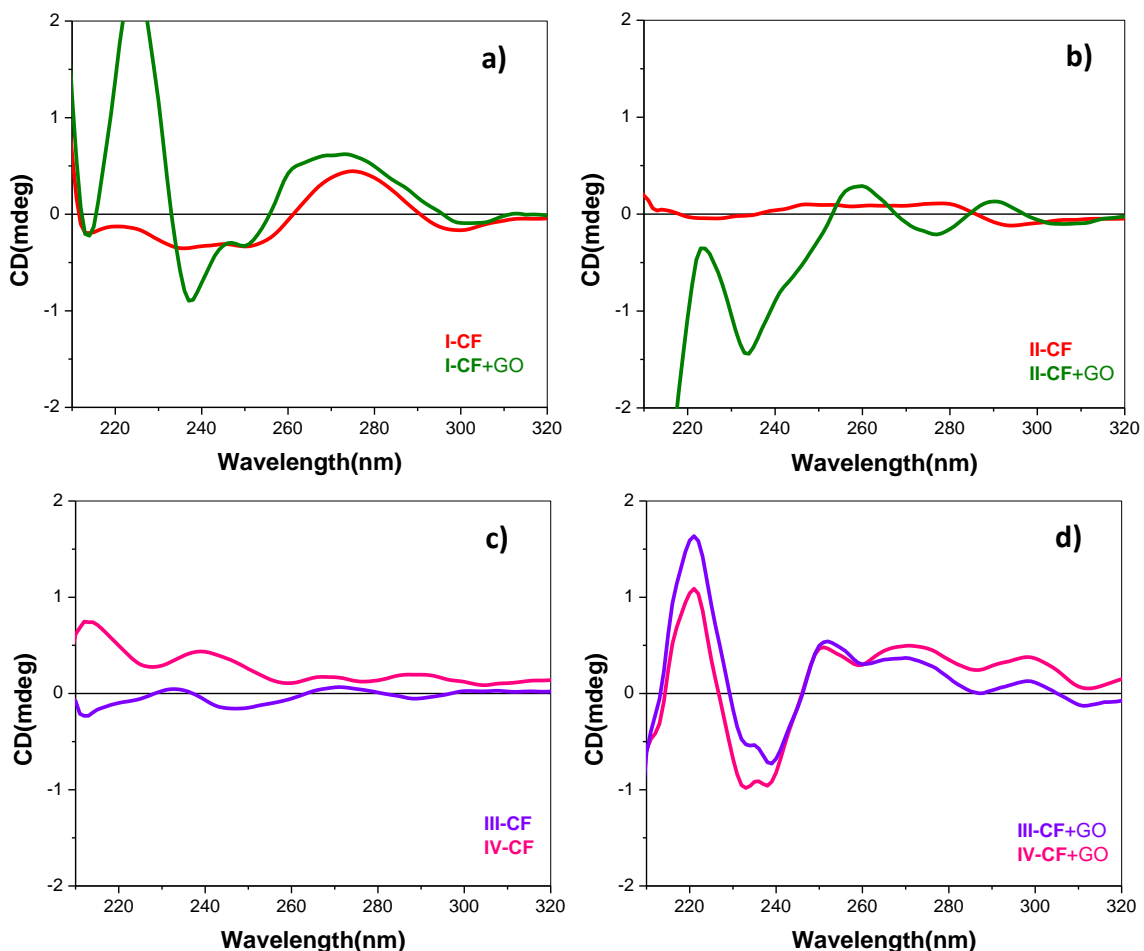 a)
CD(mdeg)
2
1
0
-1
-2
I-CF
I-CF+GO
220 240 260 280 300 320
Wavelength(nm)
b)
CD(mdeg)
2
1
0
-1
-2
II-CF
II-CF+GO
220 240 260 280 300 320
Wavelength(nm)
c)
CD(mdeg)
2
1
0
-1
-2
III-CF
IV-CF
220 240 260 280 300 320
Wavelength(nm)
d)
CD(mdeg)
2
1
0
-1
-2
III-CF+GO
IV-CF+GO
220 240 260 280 300 320
Wavelength(nm)